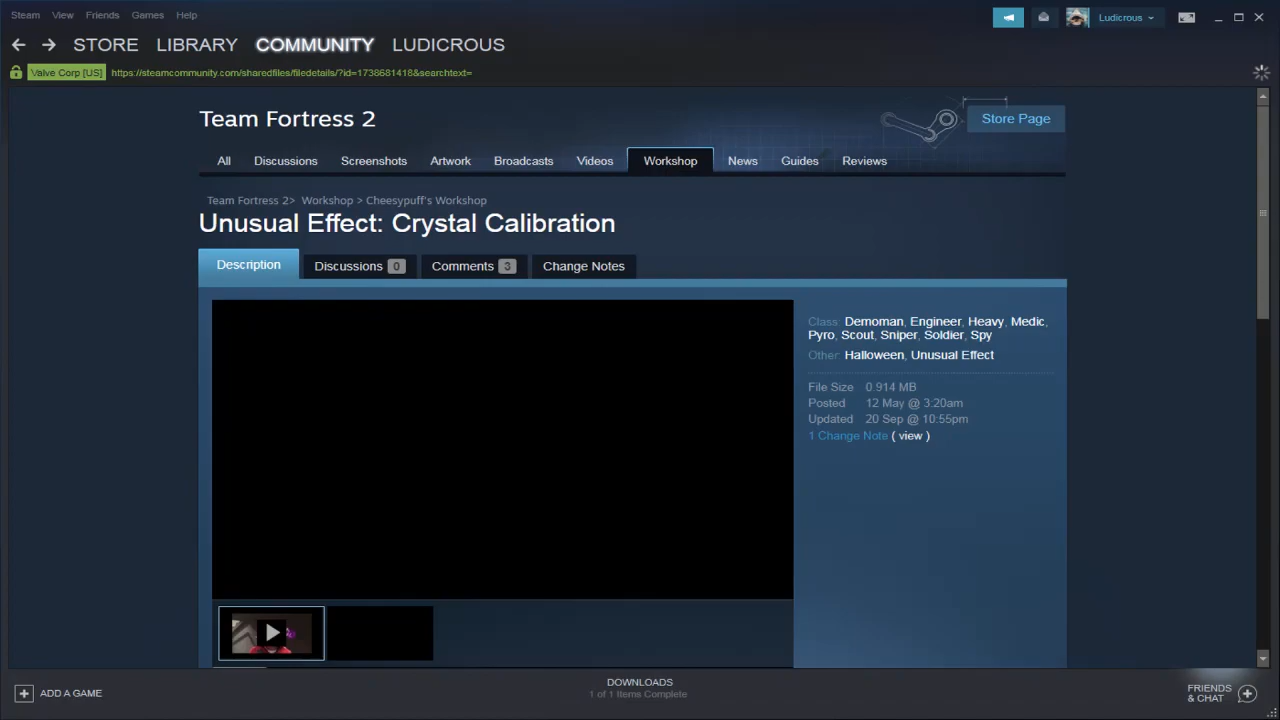 Steam View Friends Games Help
Ludicrous
STORE LIBRARY COMMUNITY LUDICROUS
Valve Corp [US] https://steamcommunity.com/sharedfiles/filedetails/?id=1738681418&searchtext=
Team Fortress 2
Store Page
All Discussions Screenshots Artwork Broadcasts Videos Workshop News Guides Reviews
Team Fortress 2> Workshop > Cheesypuff's Workshop
Unusual Effect: Crystal Calibration
Description Discussions 0 Comments 3 Change Notes
Class: Demoman, Engineer, Heavy, Medic,
Pyro, Scout, Sniper, Soldier, Spy
Other: Halloween, Unusual Effect
File Size 0.914 MB
Posted 12 May @ 3:20am
Updated 20 Sep @ 10:55pm
1 Change Note ( view )
ADD A GAME
DOWNLOADS
1 of 1 Items Complete
FRIENDS
& CHAT